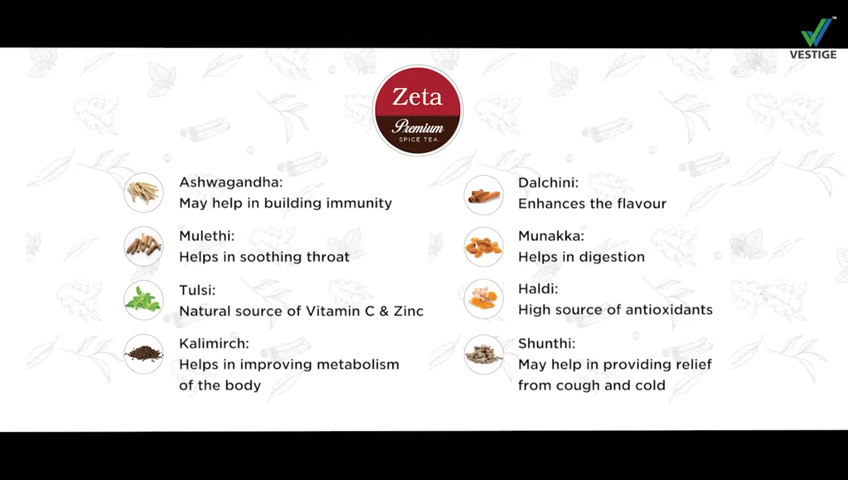 VESTIGE
Zeta
Premium
SPICE TEA
Ashwagandha:
May help in building immunity
Mulethi:
Helps in soothing throat
Tulsi:
Natural source of Vitamin C & Zinc
Kalimirch:
Helps in improving metabolism
of the body
Dalchini:
Enhances the flavour
Munakka:
Helps in digestion
Haldi:
High source of antioxidants
Shunthi:
May help in providing relief
from cough and cold